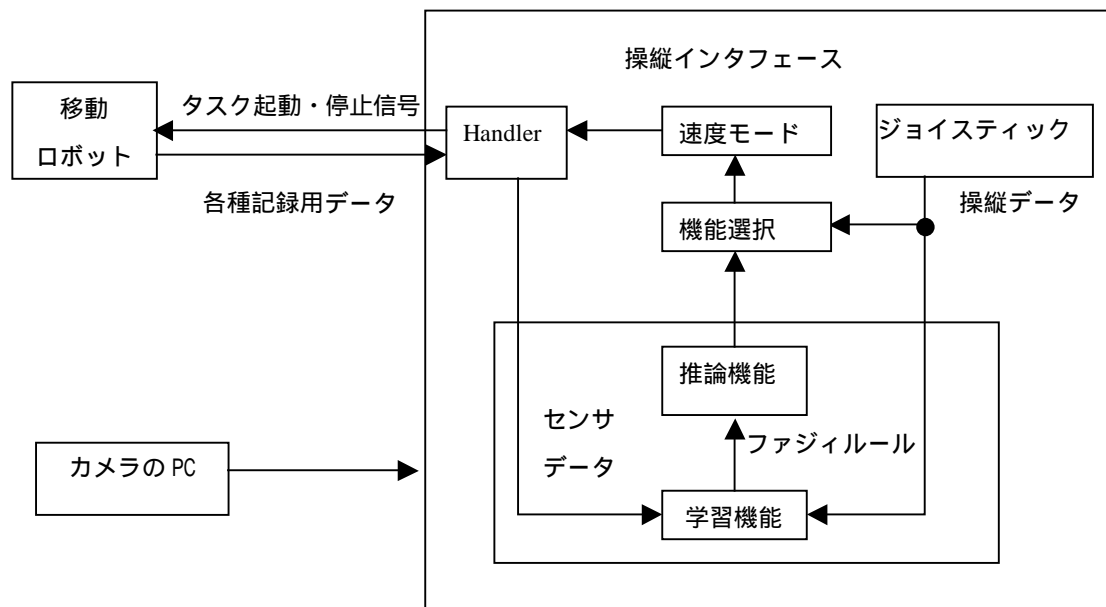 操縦インタフェース
移動
ロボット
タスク起動・停止信号
Handler
速度モード
ジョイスティック
各種記録用データ
機能選択
操縦データ
推論機能
センサ
データ
ファジィルール
カメラの PC
学習機能